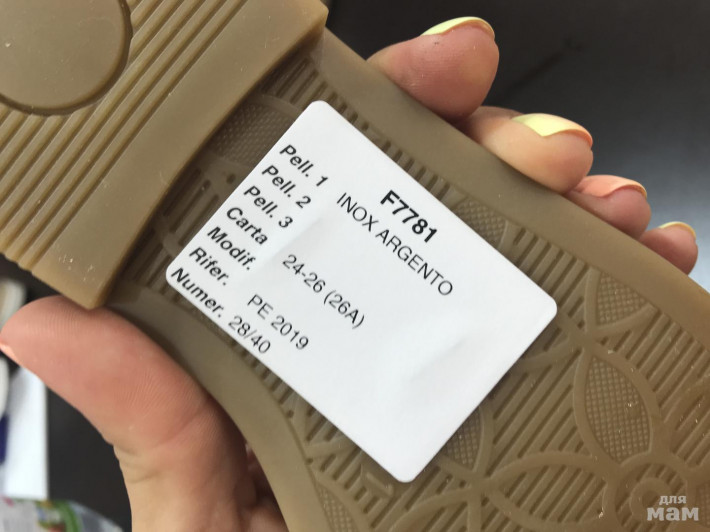 F7781
Pell. 1 INOX ARGENTO
Pell. 2
Pell. 3
Carta 24-26 (26A)
Modif.
Rifer. PE 2019
Numer. 28/40
для
мам